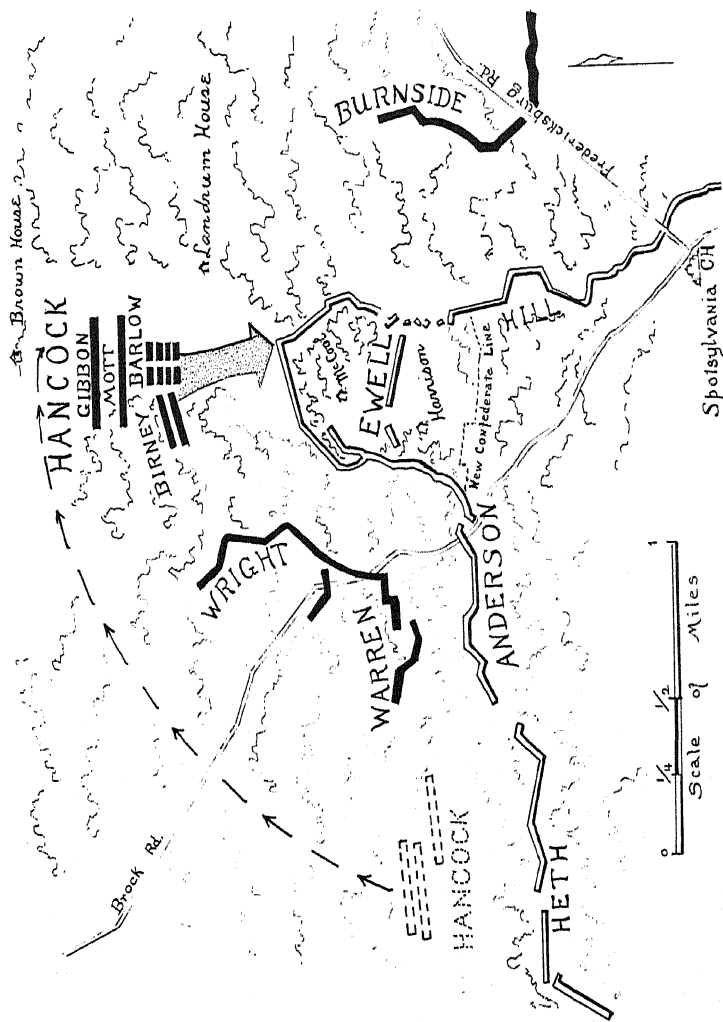 Brown House
Landrum House
BURNSIDE
Fredericksburg Rd.
HANCOCK
GIBBON
MOTT
BARLOW
BIRNEY
EWELL
Harrison
HILL
New Confederate Line
Spotsylvania CH
WRIGHT
WARREN
ANDERSON
Brock Rd.
HANCOCK
HETH
0 1/4 1/2 1
Scale of Miles